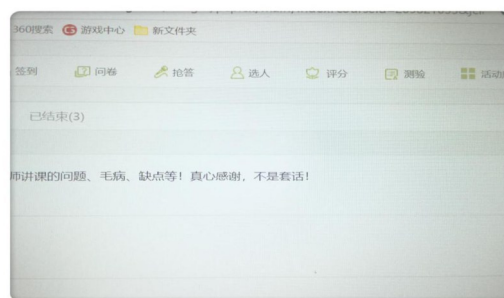 360搜索 游戏中心 新文件夹
签到 问卷 抢答 选人 评分 测验 活动
已结束(3)
师讲课的问题、毛病、缺点等！真心感谢，不是套话！